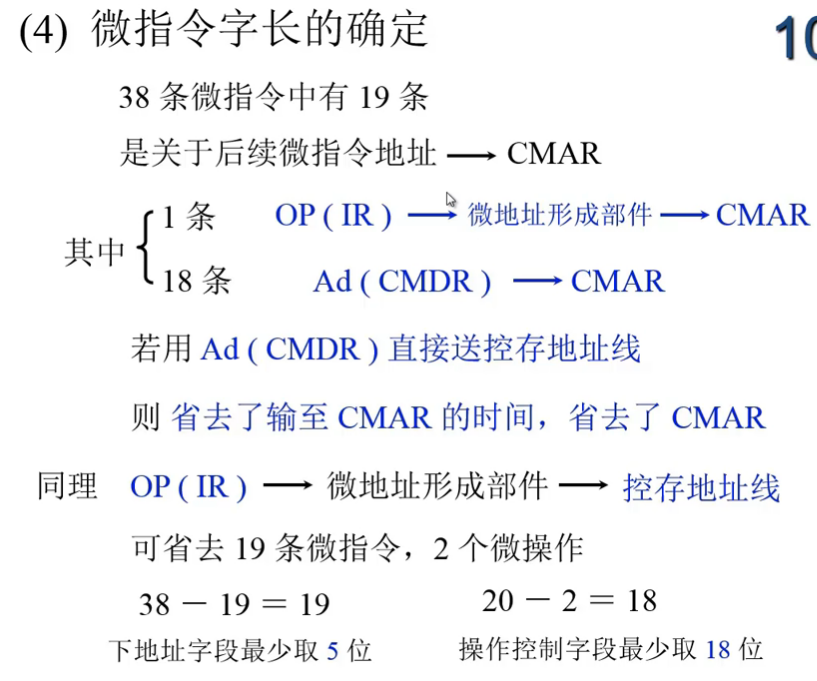 (4) 微指令字长的确定
10
38 条微指令中有 19 条
是关于后续微指令地址 → CMAR
其中 { 1 条 OP ( IR ) → 微地址形成部件 → CMAR
18 条 Ad ( CMDR ) → CMAR
若用 Ad ( CMDR ) 直接送控存地址线
则 省去了输至 CMAR 的时间，省去了 CMAR
同理 OP ( IR ) → 微地址形成部件 → 控存地址线
可省去 19 条微指令，2 个微操作
38 － 19 ＝ 19 20 － 2 ＝ 18
下地址字段最少取 5 位 操作控制字段最少取 18 位